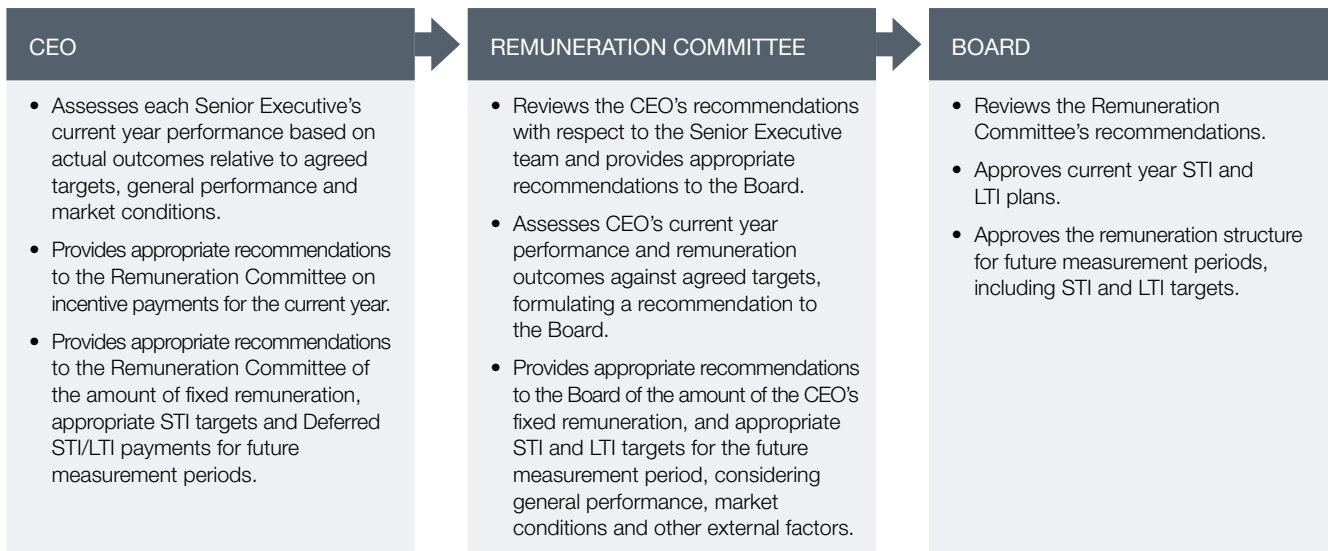 CEO
• Assesses each Senior Executive's
current year performance based on
actual outcomes relative to agreed
targets, general performance and
market conditions.
• Provides appropriate recommendations
to the Remuneration Committee on
incentive payments for the current year.
• Provides appropriate recommendations
to the Remuneration Committee of
the amount of fixed remuneration,
appropriate STI targets and Deferred
STI/LTI payments for future
measurement periods.
REMUNERATION COMMITTEE
• Reviews the CEO's recommendations
with respect to the Senior Executive
team and provides appropriate
recommendations to the Board.
• Assesses CEO's current year
performance and remuneration
outcomes against agreed targets,
formulating a recommendation to
the Board.
• Provides appropriate recommendations
to the Board of the amount of the CEO's
fixed remuneration, and appropriate
STI and LTI targets for the future
measurement period, considering
general performance, market
conditions and other external factors.
BOARD
• Reviews the Remuneration
Committee's recommendations.
• Approves current year STI and
LTI plans.
• Approves the remuneration structure
for future measurement periods,
including STI and LTI targets.